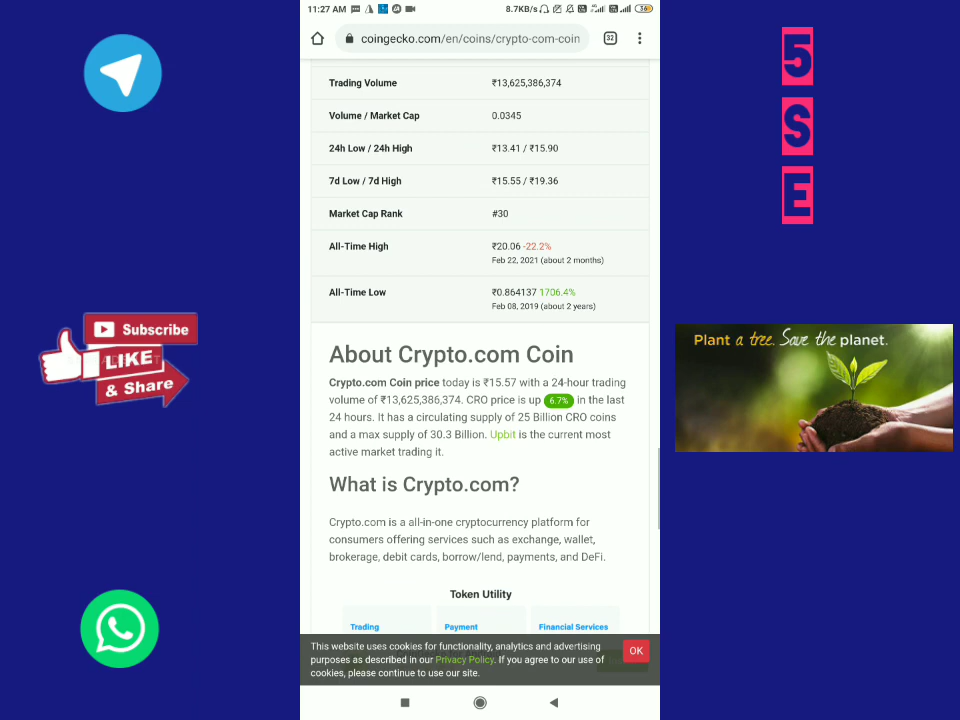 11:27 AM
8.7KB/s
36
coingecko.com/en/coins/crypto-com-coin
32
Trading Volume ₹13,625,386,374
Volume / Market Cap 0.0345
24h Low / 24h High ₹13.41 / ₹15.90
7d Low / 7d High ₹15.55 / ₹19.36
Market Cap Rank #30
All-Time High ₹20.06 -22.2%
Feb 22, 2021 (about 2 months)
All-Time Low ₹0.864137 1706.4%
Feb 08, 2019 (about 2 years)
About Crypto.com Coin
Crypto.com Coin price today is ₹15.57 with a 24-hour trading
volume of ₹13,625,386,374. CRO price is up 6.7% in the last
24 hours. It has a circulating supply of 25 Billion CRO coins
and a max supply of 30.3 Billion. Upbit is the current most
active market trading it.
What is Crypto.com?
Crypto.com is a all-in-one cryptocurrency platform for
consumers offering services such as exchange, wallet,
brokerage, debit cards, borrow/lend, payments, and DeFi.
Token Utility
Trading Payment Financial Services
This website uses cookies for functionality, analytics and advertising
purposes as described in our Privacy Policy. If you agree to our use of
cookies, please continue to use our site.
OK
Subscribe
LIKE
& Share
5
S
E
Plant a tree. Save the planet.